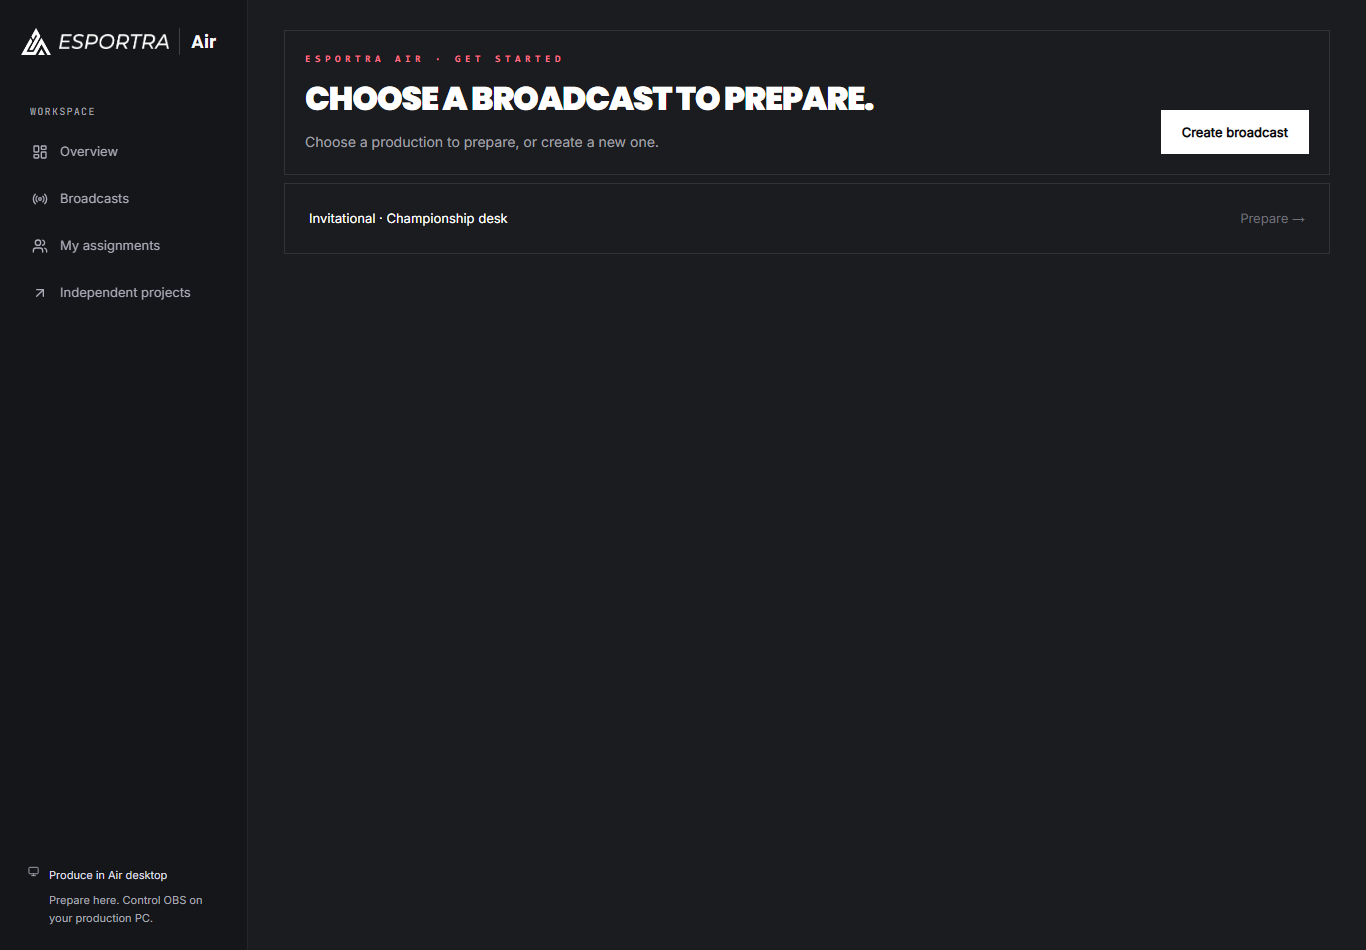 ESPORTRA Air
WORKSPACE
Overview
Broadcasts
My assignments
Independent projects
Produce in Air desktop
Prepare here. Control OBS on
your production PC.
ESPORTRA AIR · GET STARTED
CHOOSE A BROADCAST TO PREPARE.
Choose a production to prepare, or create a new one.
Create broadcast
Invitational · Championship desk
Prepare →